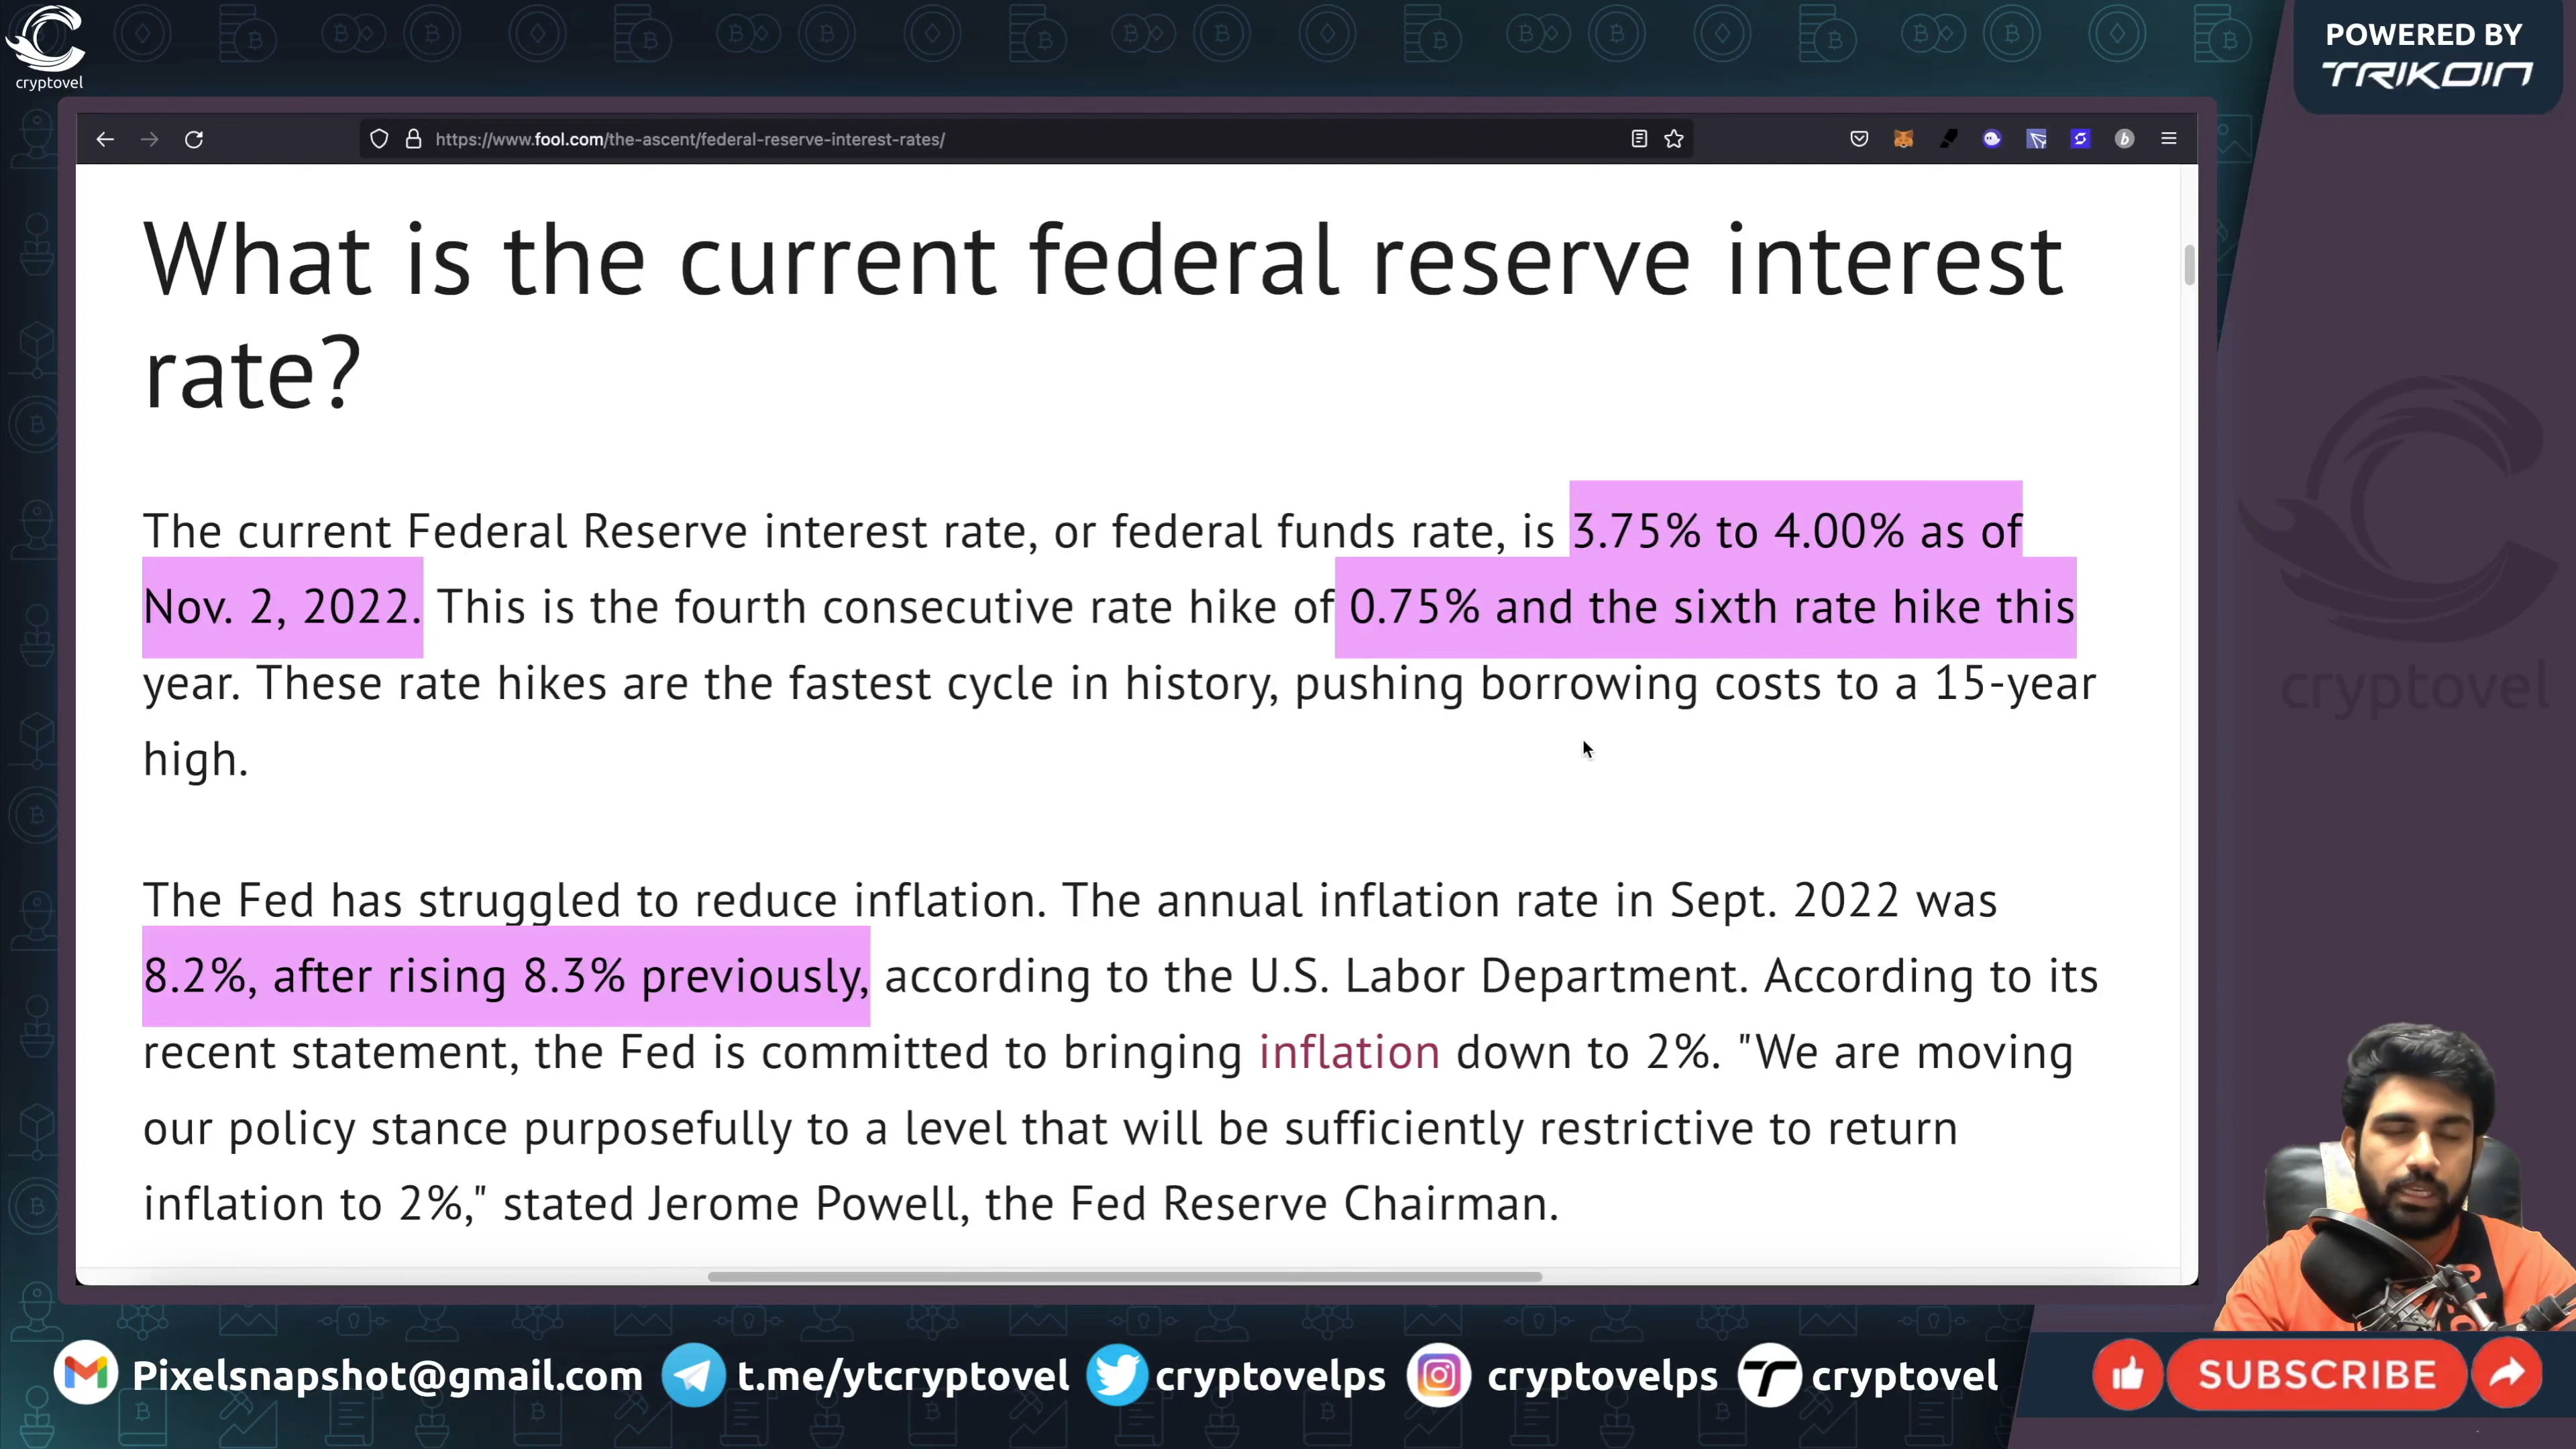 cryptovel
POWERED BY
TRIKOIN
https://www.fool.com/the-ascent/federal-reserve-interest-rates/
What is the current federal reserve interest
rate?
The current Federal Reserve interest rate, or federal funds rate, is 3.75% to 4.00% as of
Nov. 2, 2022. This is the fourth consecutive rate hike of 0.75% and the sixth rate hike this
year. These rate hikes are the fastest cycle in history, pushing borrowing costs to a 15-year
high.
The Fed has struggled to reduce inflation. The annual inflation rate in Sept. 2022 was
8.2%, after rising 8.3% previously, according to the U.S. Labor Department. According to its
recent statement, the Fed is committed to bringing inflation down to 2%. "We are moving
our policy stance purposefully to a level that will be sufficiently restrictive to return
inflation to 2%," stated Jerome Powell, the Fed Reserve Chairman.
cryptovel
Pixelsnapshot@gmail.com t.me/ytcryptovel cryptovelps cryptovelps cryptovel
SUBSCRIBE